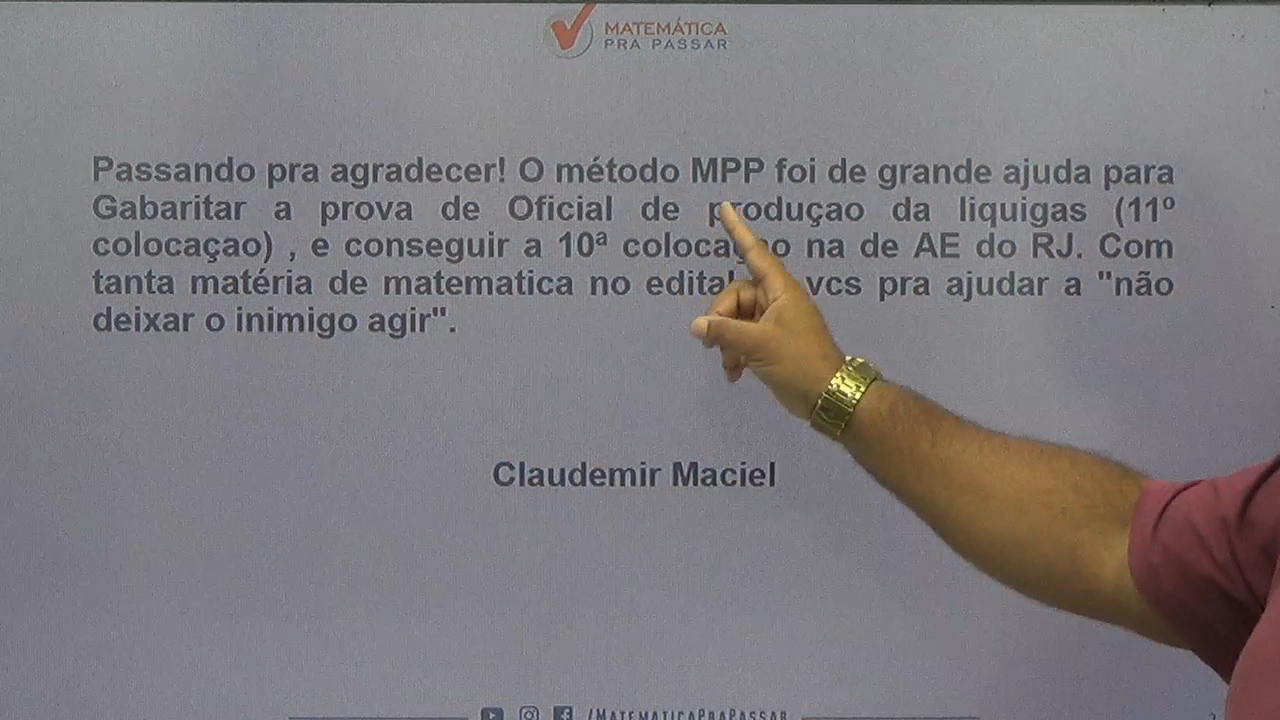 MATEMÁTICA
PRA PASSAR
Passando pra agradecer! O método MPP foi de grande ajuda para
Gabaritar a prova de Oficial de produçao da liquigas (11º
colocaçao) , e conseguir a 10ª colocaçao na de AE do RJ. Com
tanta matéria de matematica no edital vcs pra ajudar a "não
deixar o inimigo agir".
Claudemir Maciel
/MATEMATICAPRAPASSAR